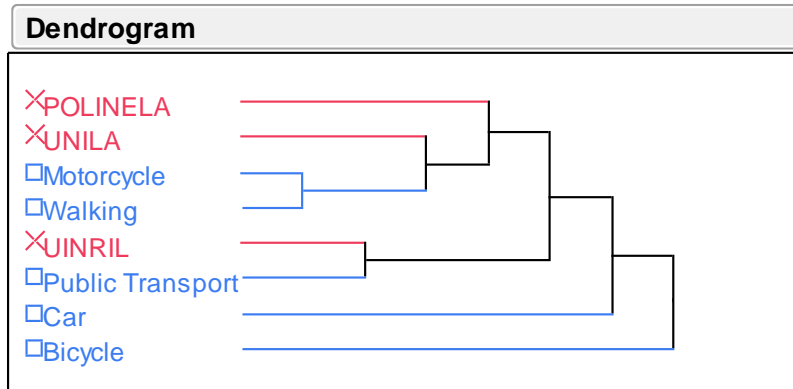 Dendrogram
POLINELA
UNILA
Motorcycle
Walking
UINRIL
Public Transport
Car
Bicycle